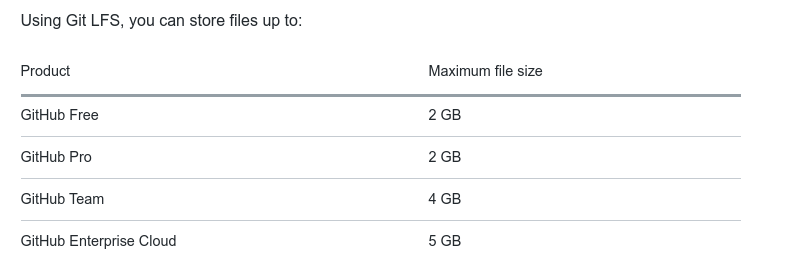 Using Git LFS, you can store files up to:
Product Maximum file size
GitHub Free 2 GB
GitHub Pro 2 GB
GitHub Team 4 GB
GitHub Enterprise Cloud 5 GB